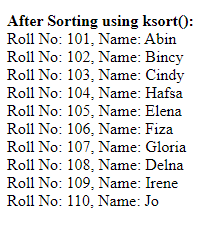 After Sorting using ksort():
Roll No: 101, Name: Abin
Roll No: 102, Name: Bincy
Roll No: 103, Name: Cindy
Roll No: 104, Name: Hafsa
Roll No: 105, Name: Elena
Roll No: 106, Name: Fiza
Roll No: 107, Name: Gloria
Roll No: 108, Name: Delna
Roll No: 109, Name: Irene
Roll No: 110, Name: Jo